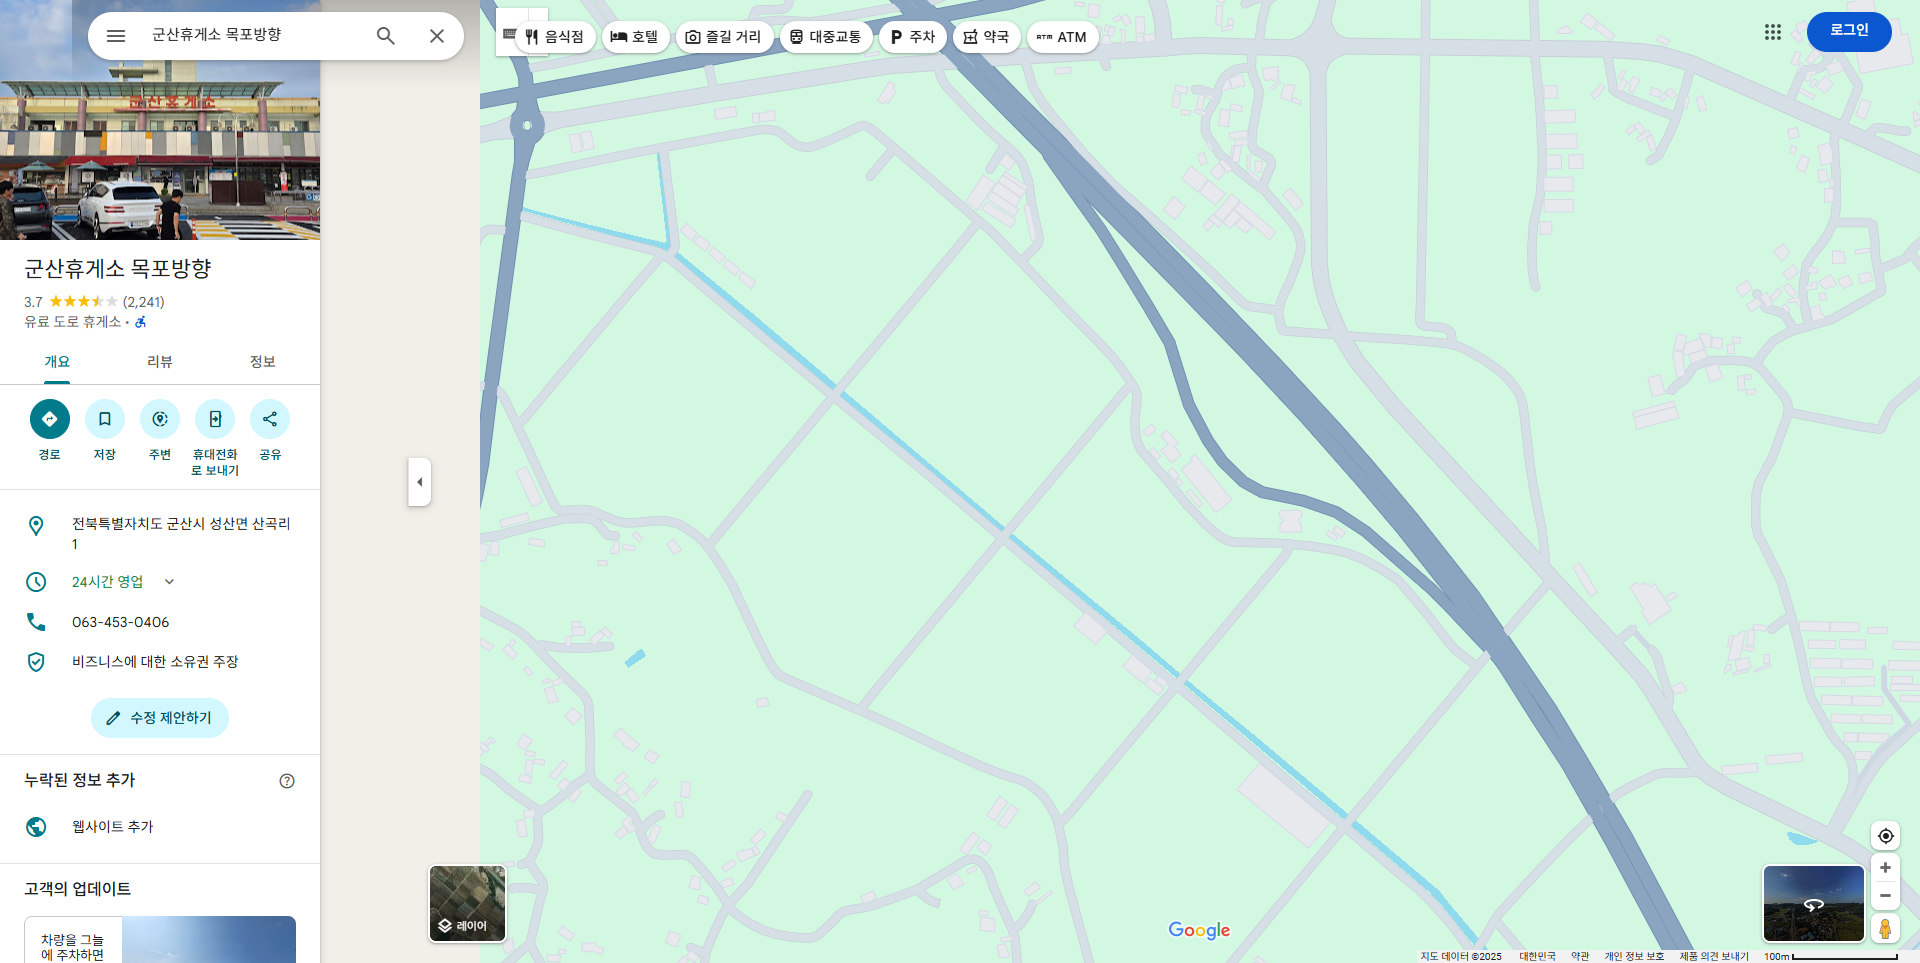 군산휴게소 목포방향
음식점
호텔
즐길 거리
대중교통
주차
약국
ATM
로그인
군산휴게소
군산휴게소 목포방향
3.7 (2,241)
유료 도로 휴게소 ·
개요
리뷰
정보
경로
저장
주변
휴대전화
로 보내기
공유
전북특별자치도 군산시 성산면 산곡리
1
24시간 영업
063-453-0406
비즈니스에 대한 소유권 주장
수정 제안하기
누락된 정보 추가
웹사이트 추가
고객의 업데이트
차량을 그늘
에 주차하면
레이어
Google
지도 데이터 ©2025
대한민국
약관
개인 정보 보호
제품 의견 보내기
100m